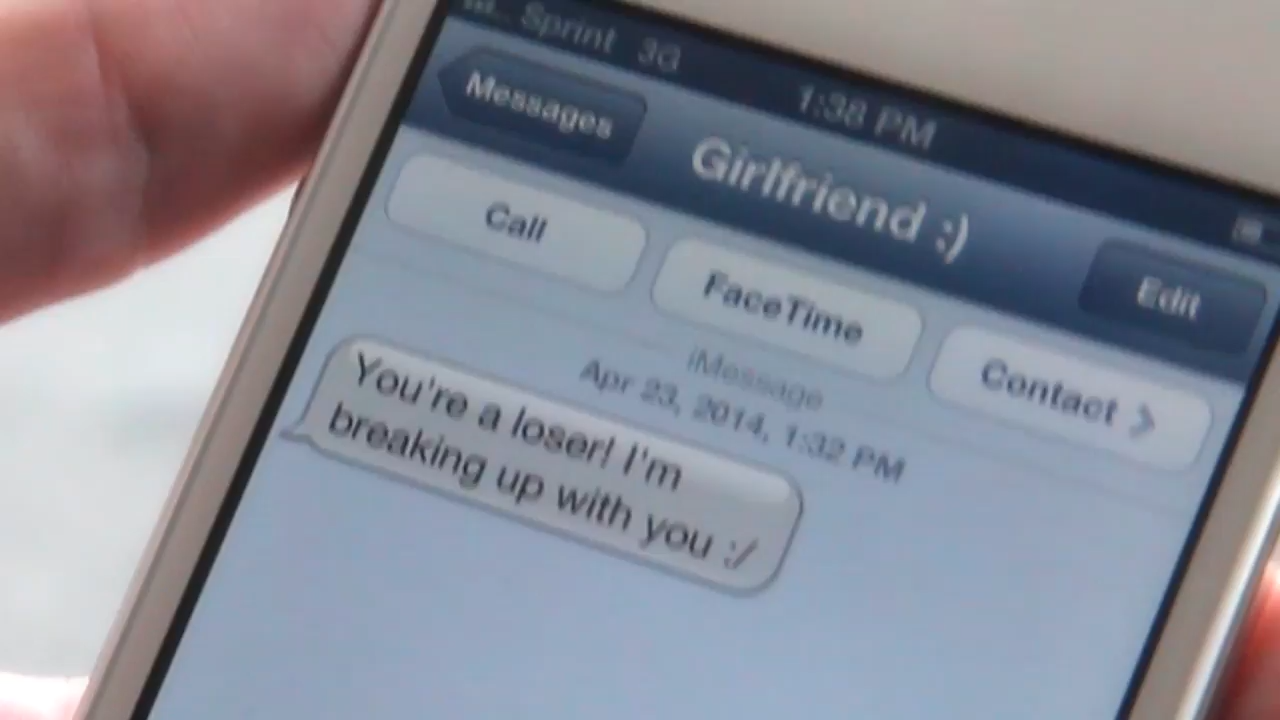 Sprint 3G
1:38 PM
Messages
Girlfriend :)
Edit
Call
FaceTime
Contact
iMessage
Apr 23, 2014, 1:32 PM
You're a loser! I'm
breaking up with you :/